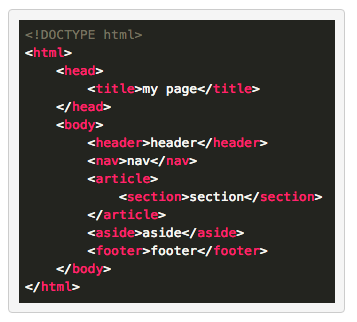 <!DOCTYPE html>
<html>
    <head>
        <title>my page</title>
    </head>
    <body>
        <header>header</header>
        <nav>nav</nav>
        <article>
            <section>section</section>
        </article>
        <aside>aside</aside>
        <footer>footer</footer>
    </body>
</html>